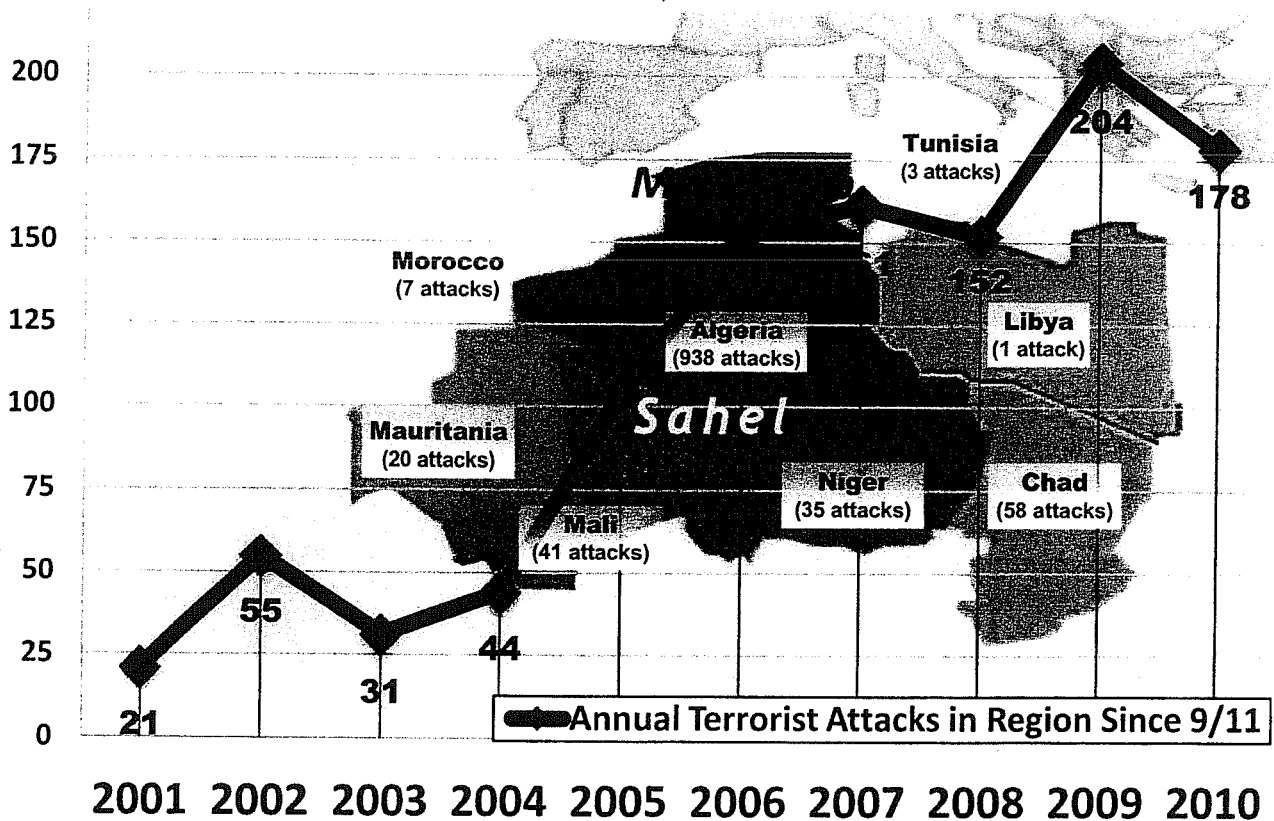 200
175
150
125
100
75
50
25
0
Tunisia
(3 attacks)
Morocco
(7 attacks)
Algeria
(938 attacks)
Libya
(1 attack)
Sahel
Mauritania
(20 attacks)
Mali
(41 attacks)
Niger
(35 attacks)
Chad
(58 attacks)
21
55
31
44
152
204
178
Annual Terrorist Attacks in Region Since 9/11
2001 2002 2003 2004 2005 2006 2007 2008 2009 2010